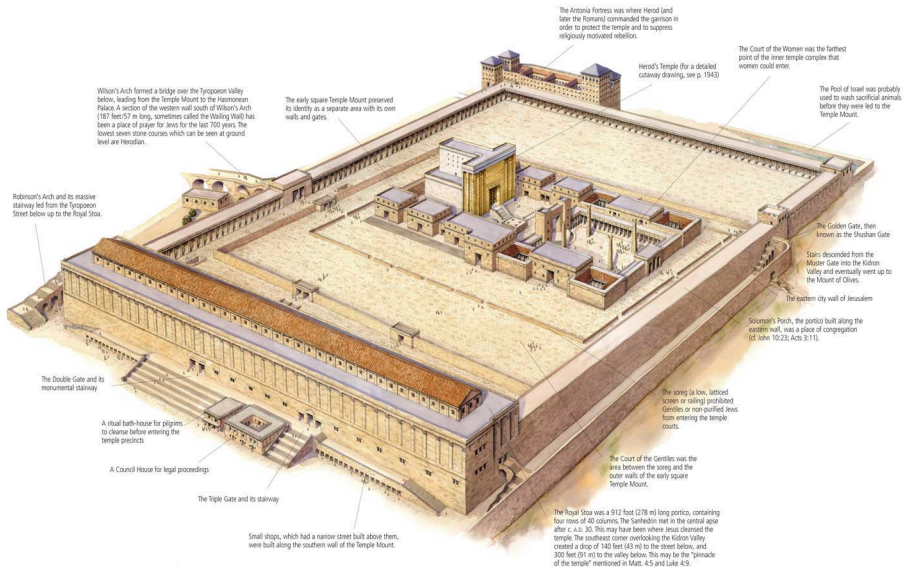 The Antonia Fortress was where Herod (and
later the Romans) commanded the garrison in
order to protect the temple and to suppress
religiously motivated rebellion.
The Court of the Women was the farthest
point of the inner temple complex that
women could enter.
Herod's Temple (for a detailed
cutaway drawing, see p. 1943)
Wilson's Arch formed a bridge over the Tyropoeon Valley
below, leading from the Temple Mount to the Hasmonean
Palace. A section of the western wall south of Wilson's Arch
(187 feet/57 m long, sometimes called the Wailing Wall) has
been a place of prayer for Jews for the last 700 years. The
lowest seven stone courses which can be seen at ground
level are Herodian.
The early square Temple Mount preserved
its identity as a separate area with its own
walls and gates.
The Pool of Israel was probably
used to wash sacrificial animals
before they were led to the
Temple Mount.
Robinson's Arch and its massive
stairway led from the Tyropoeon
Street below up to the Royal Stoa.
The Golden Gate, then
known as the Shushan Gate
Stairs descended from the
Muster Gate into the Kidron
Valley and eventually went up to
the Mount of Olives.
The eastern city wall of Jerusalem
Solomon's Porch, the portico built along the
eastern wall, was a place of congregation
(cf. John 10:23; Acts 3:11).
The Double Gate and its
monumental stairway
The soreg (a low, latticed
screen or railing) prohibited
Gentiles or non-purified Jews
from entering the temple
courts.
A ritual bath-house for pilgrims
to cleanse before entering the
temple precincts
A Council House for legal proceedings
The Court of the Gentiles was the
area between the soreg and the
outer walls of the early square
Temple Mount.
The Triple Gate and its stairway
Small shops, which had a narrow street built above them,
were built along the southern wall of the Temple Mount.
The Royal Stoa was a 912 foot (278 m) long portico, containing
four rows of 40 columns. The Sanhedrin met in the central apse
after c. A.D. 30. This may have been where Jesus cleansed the
temple. The southeast corner overlooking the Kidron Valley
created a drop of 140 feet (43 m) to the street below, and
300 feet (91 m) to the valley below. This may be the "pinnacle
of the temple" mentioned in Matt. 4:5 and Luke 4:9.